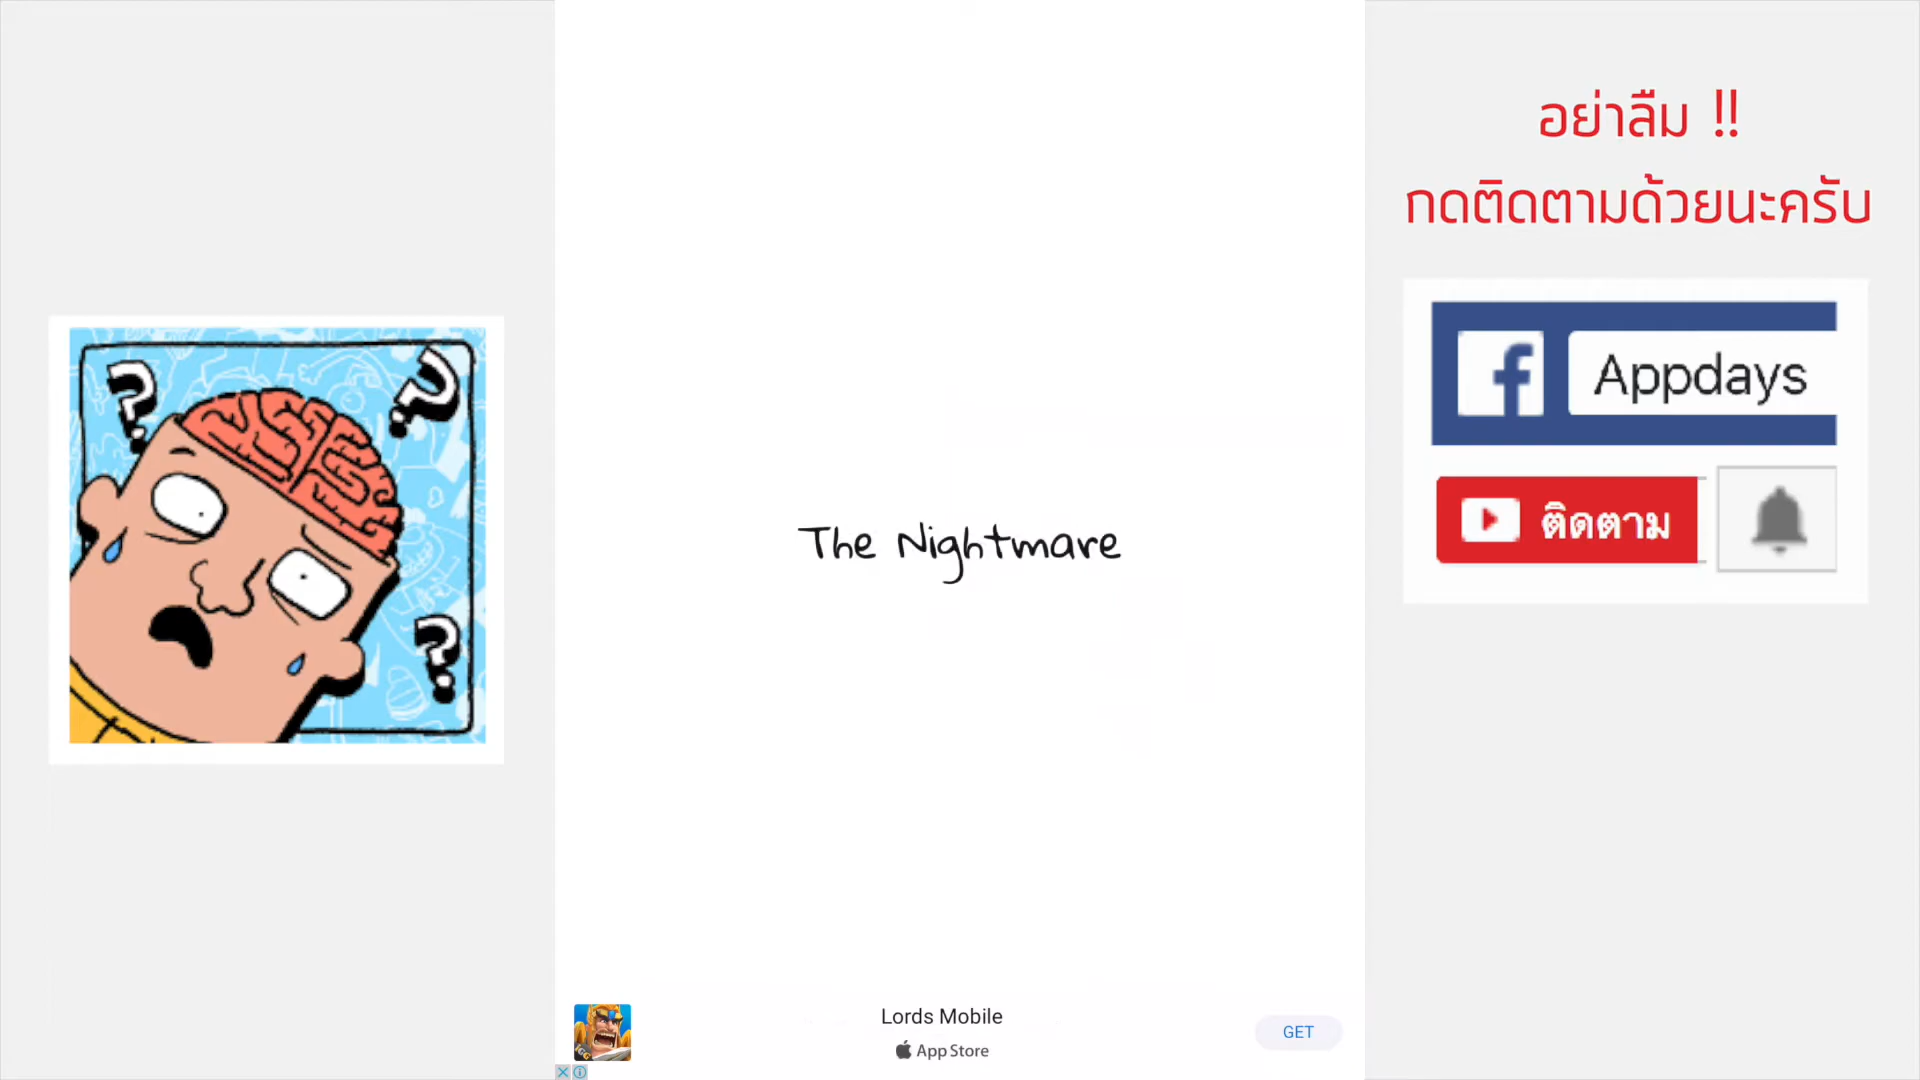 อย่าลืม !!
กดติดตามด้วยนะครับ
Appdays
ติดตาม
The Nightmare
Lords Mobile
App Store
GET
IGG